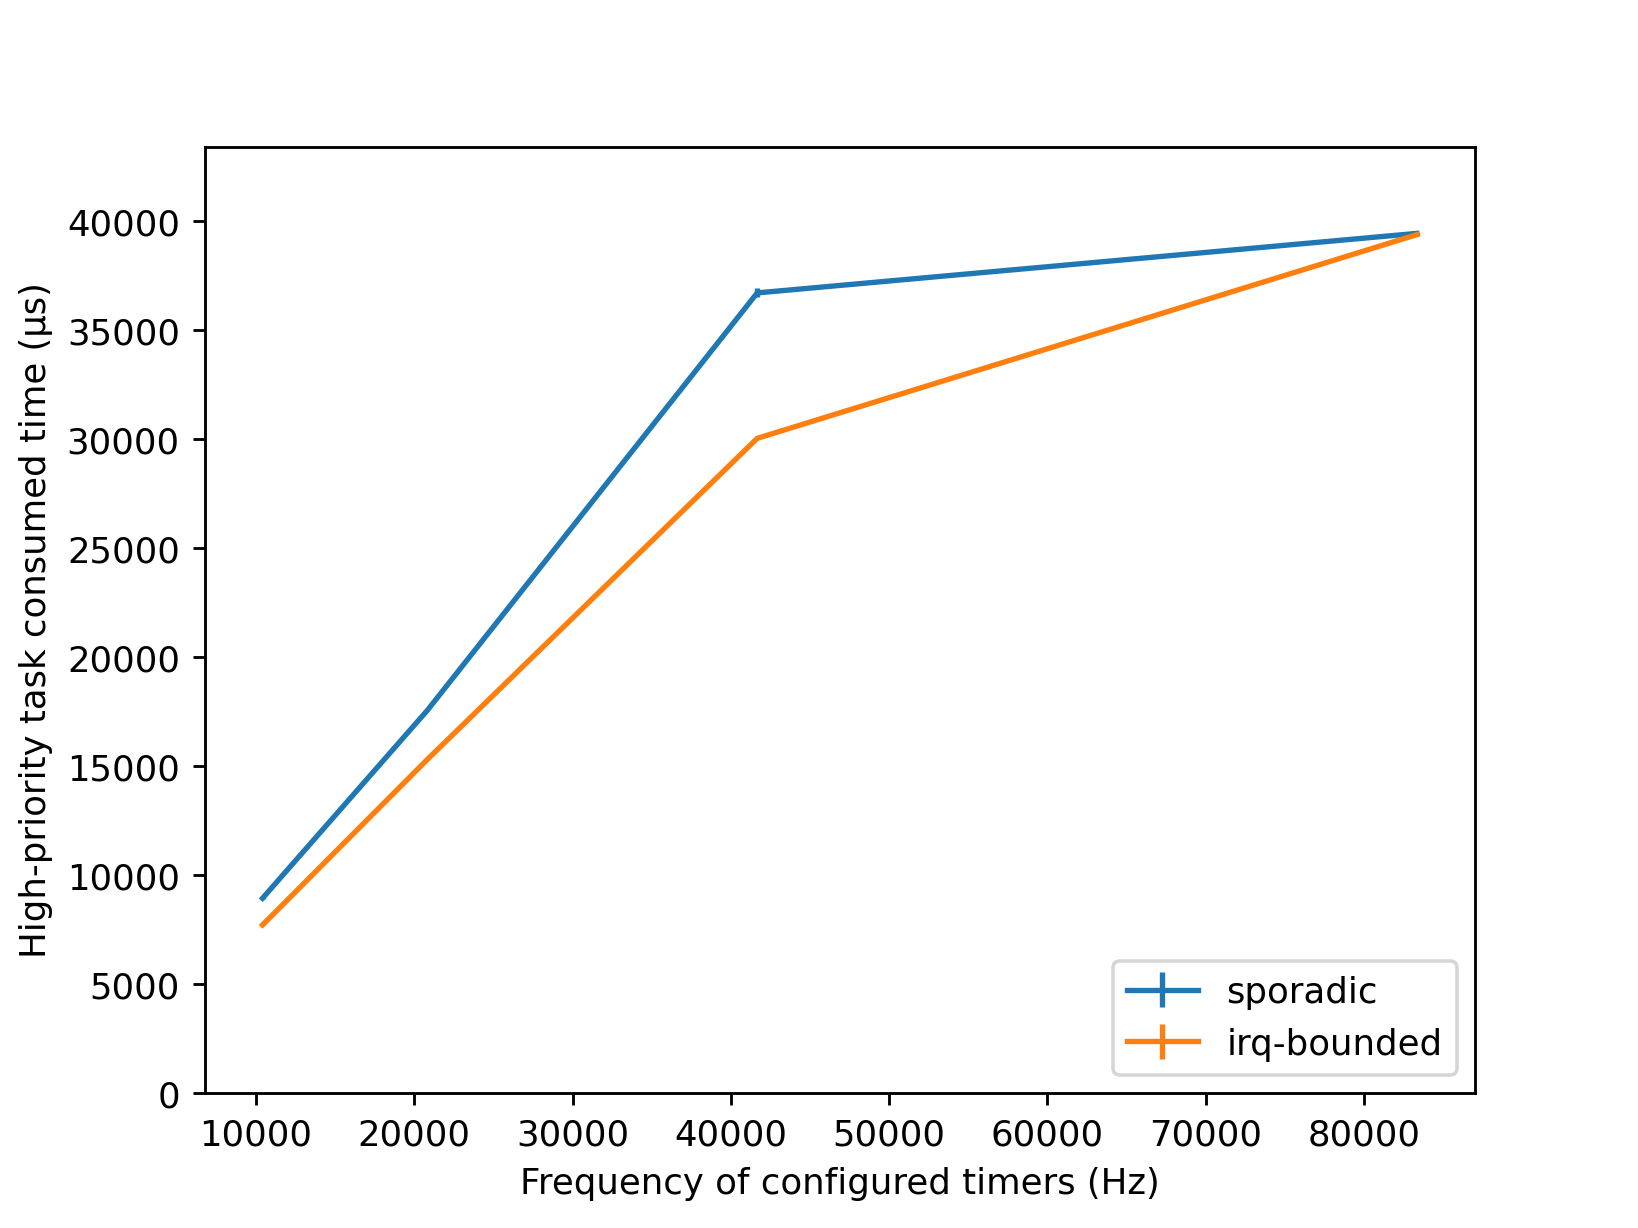 High-priority task consumed time (μs)
40000
35000
30000
25000
20000
15000
10000
5000
0
10000 20000 30000 40000 50000 60000 70000 80000
Frequency of configured timers (Hz)
sporadic
irq-bounded